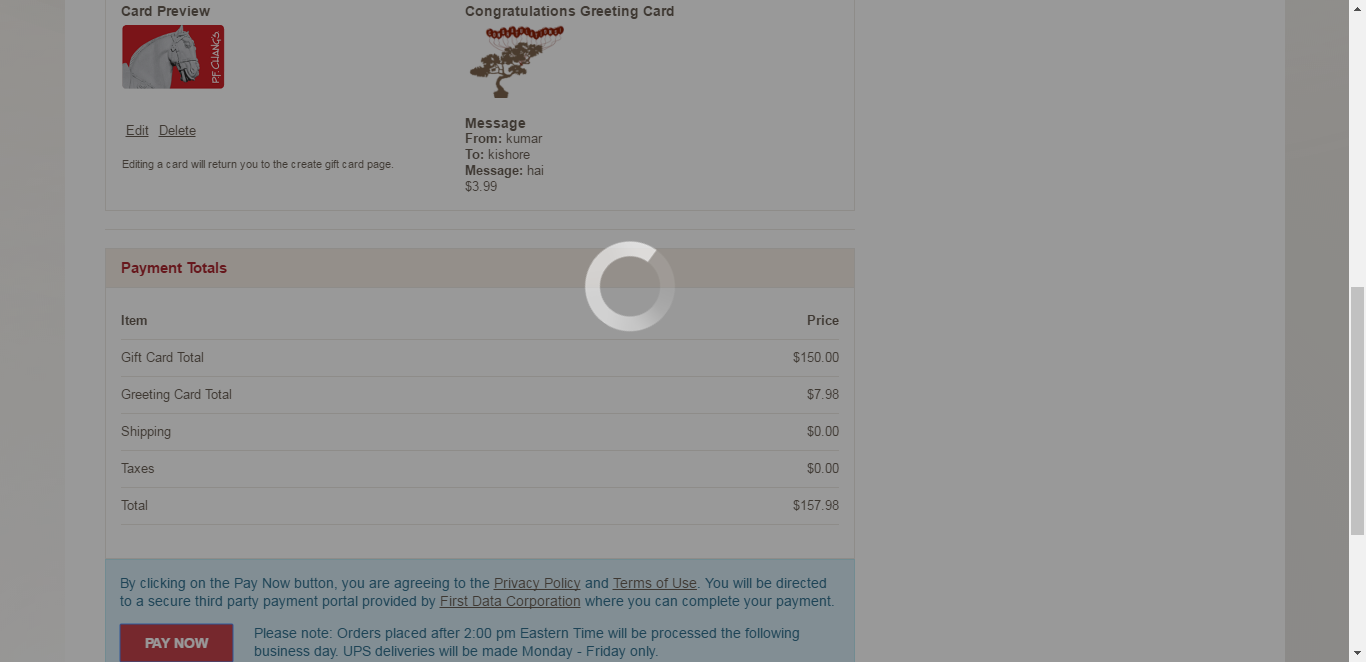 Card Preview
Congratulations Greeting Card
P.F. CHANG'S
Edit Delete
Editing a card will return you to the create gift card page.
Message
From: kumar
To: kishore
Message: hai
$3.99
Payment Totals
Item Price
Gift Card Total $150.00
Greeting Card Total $7.98
Shipping $0.00
Taxes $0.00
Total $157.98
By clicking on the Pay Now button, you are agreeing to the Privacy Policy and Terms of Use. You will be directed
to a secure third party payment portal provided by First Data Corporation where you can complete your payment.
PAY NOW
Please note: Orders placed after 2:00 pm Eastern Time will be processed the following
business day. UPS deliveries will be made Monday - Friday only.